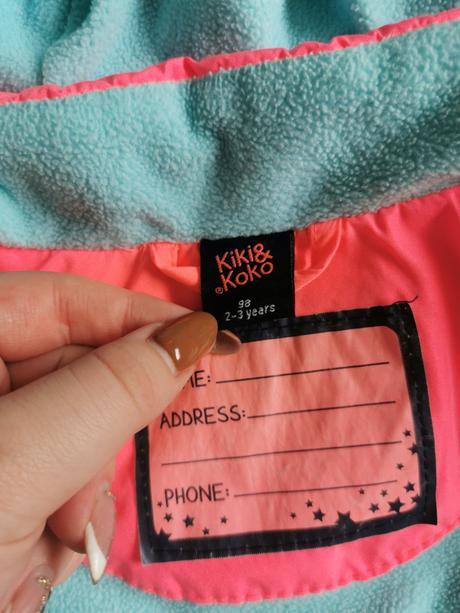 Kiki&
®Koko
98
2-3 years
ME:
ADDRESS:
PHONE: